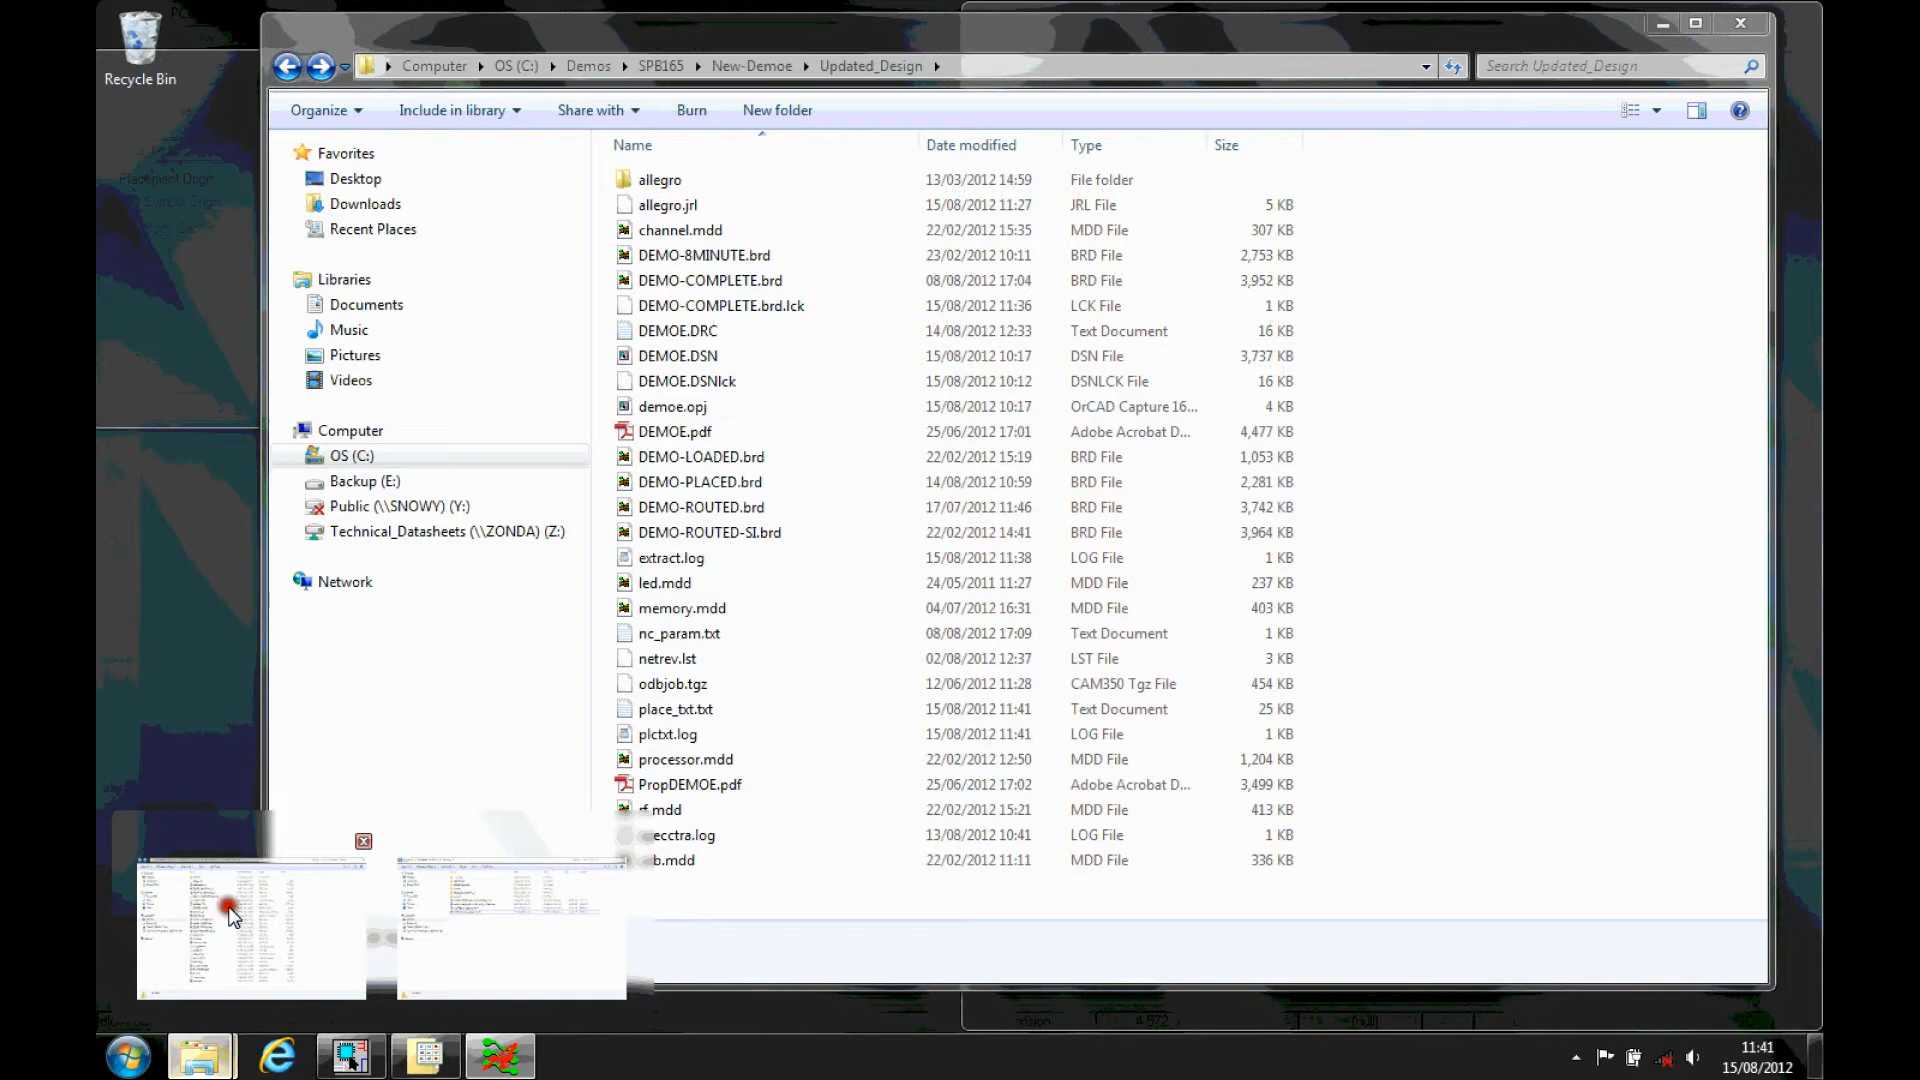 Recycle Bin
Computer OS (C:) Demos SPB165 New-Demoe Updated_Design
Search Updated_Design
Organize Include in library Share with Burn New folder
Favorites
Desktop
Downloads
Recent Places
Libraries
Documents
Music
Pictures
Videos
Computer
OS (C:)
Backup (E:)
Public (\\SNOWY) (Y:)
Technical_Datasheets (\\ZONDA) (Z:)
Network
Name Date modified Type Size
allegro 13/03/2012 14:59 File folder
allegro.jrl 15/08/2012 11:27 JRL File 5 KB
channel.mdd 22/02/2012 15:35 MDD File 307 KB
DEMO-8MINUTE.brd 23/02/2012 10:11 BRD File 2,753 KB
DEMO-COMPLETE.brd 08/08/2012 17:04 BRD File 3,952 KB
DEMO-COMPLETE.brd.lck 15/08/2012 11:36 LCK File 1 KB
DEMOE.DRC 14/08/2012 12:33 Text Document 16 KB
DEMOE.DSN 15/08/2012 10:17 DSN File 3,737 KB
DEMOE.DSNlck 15/08/2012 10:12 DSNLCK File 16 KB
demoe.opj 15/08/2012 10:17 OrCAD Capture 16... 4 KB
DEMOE.pdf 25/06/2012 17:01 Adobe Acrobat D... 4,477 KB
DEMO-LOADED.brd 22/02/2012 15:19 BRD File 1,053 KB
DEMO-PLACED.brd 14/08/2012 10:59 BRD File 2,281 KB
DEMO-ROUTED.brd 17/07/2012 11:46 BRD File 3,742 KB
DEMO-ROUTED-SI.brd 22/02/2012 14:41 BRD File 3,964 KB
extract.log 15/08/2012 11:38 LOG File 1 KB
led.mdd 24/05/2011 11:27 MDD File 237 KB
memory.mdd 04/07/2012 16:31 MDD File 403 KB
nc_param.txt 08/08/2012 17:09 Text Document 1 KB
netrev.lst 02/08/2012 12:37 LST File 3 KB
odbjob.tgz 12/06/2012 11:28 CAM350 Tgz File 454 KB
place_txt.txt 15/08/2012 11:41 Text Document 25 KB
plctxt.log 15/08/2012 11:41 LOG File 1 KB
processor.mdd 22/02/2012 12:50 MDD File 1,204 KB
PropDEMOE.pdf 25/06/2012 17:02 Adobe Acrobat D... 3,499 KB
rf.mdd 22/02/2012 15:21 MDD File 413 KB
ecctra.log 13/08/2012 10:41 LOG File 1 KB
b.mdd 22/02/2012 11:11 MDD File 336 KB
11:41
15/08/2012